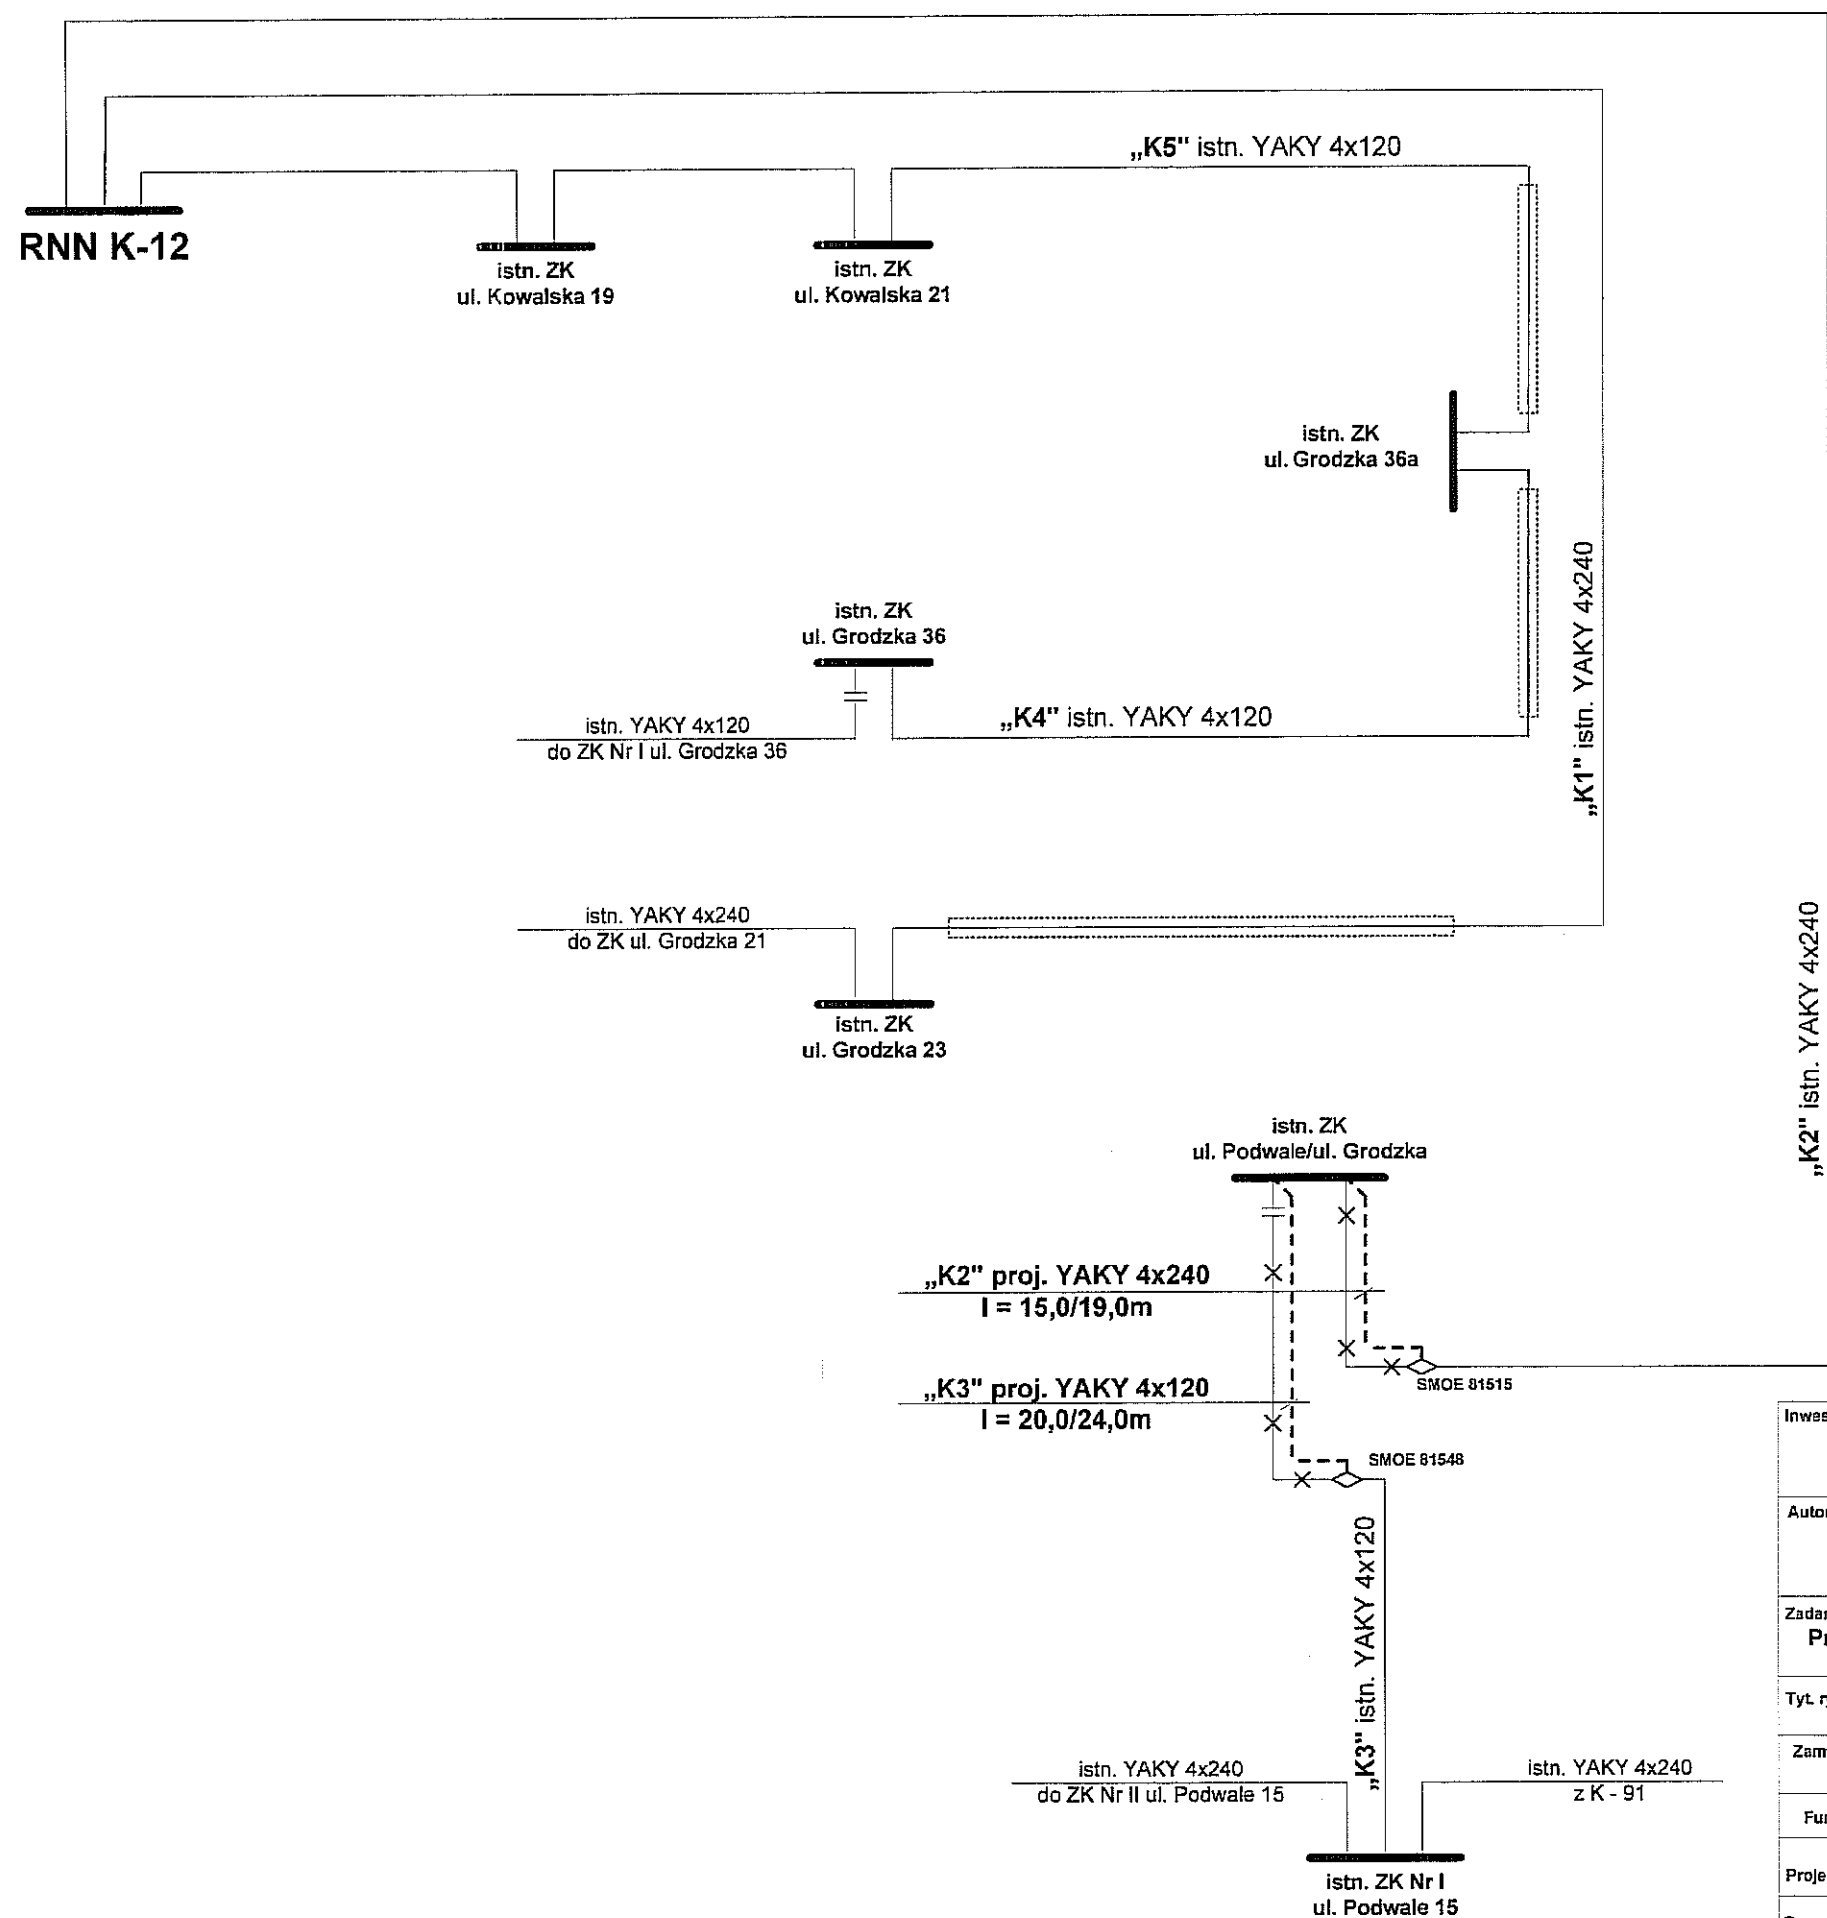 „K5" istn. YAKY 4x120
RNN K-12
istn. ZK
ul. Kowalska 19
istn. ZK
ul. Kowalska 21
istn. ZK
ul. Grodzka 36a
„K1" istn. YAKY 4x240
istn. ZK
ul. Grodzka 36
istn. YAKY 4x120
do ZK Nr I ul. Grodzka 36
„K4" istn. YAKY 4x120
istn. YAKY 4x240
do ZK ul. Grodzka 21
istn. ZK
ul. Grodzka 23
„K2" istn. YAKY 4x240
istn. ZK
ul. Podwale/ul. Grodzka
„K2" proj. YAKY 4x240
l = 15,0/19,0m
SMOE 81515
„K3" proj. YAKY 4x120
l = 20,0/24,0m
SMOE 81548
„K3" istn. YAKY 4x120
istn. YAKY 4x240
do ZK Nr II ul. Podwale 15
istn. YAKY 4x240
z K - 91
istn. ZK Nr I
ul. Podwale 15
Tyt.